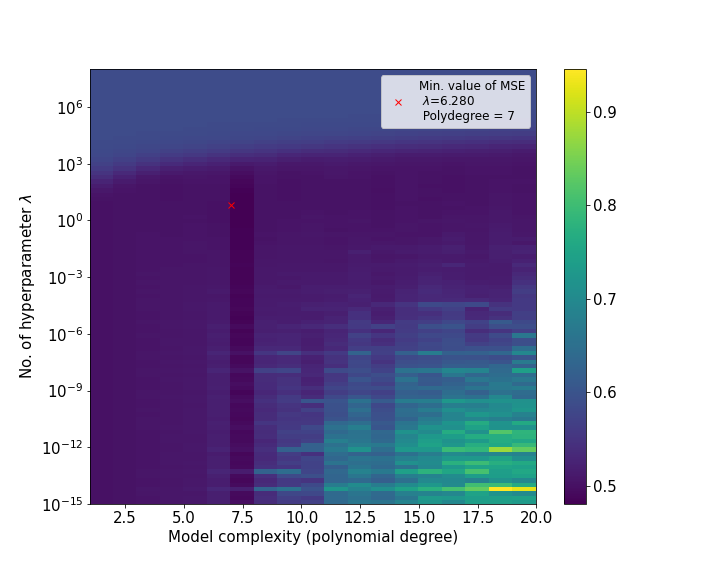 Min. value of MSE
λ=6.280
Polydegree = 7
10^6
10^3
10^0
10^−3
10^−6
10^−9
10^−12
10^−15
No. of hyperparameter λ
2.5 5.0 7.5 10.0 12.5 15.0 17.5 20.0
Model complexity (polynomial degree)
0.9
0.8
0.7
0.6
0.5